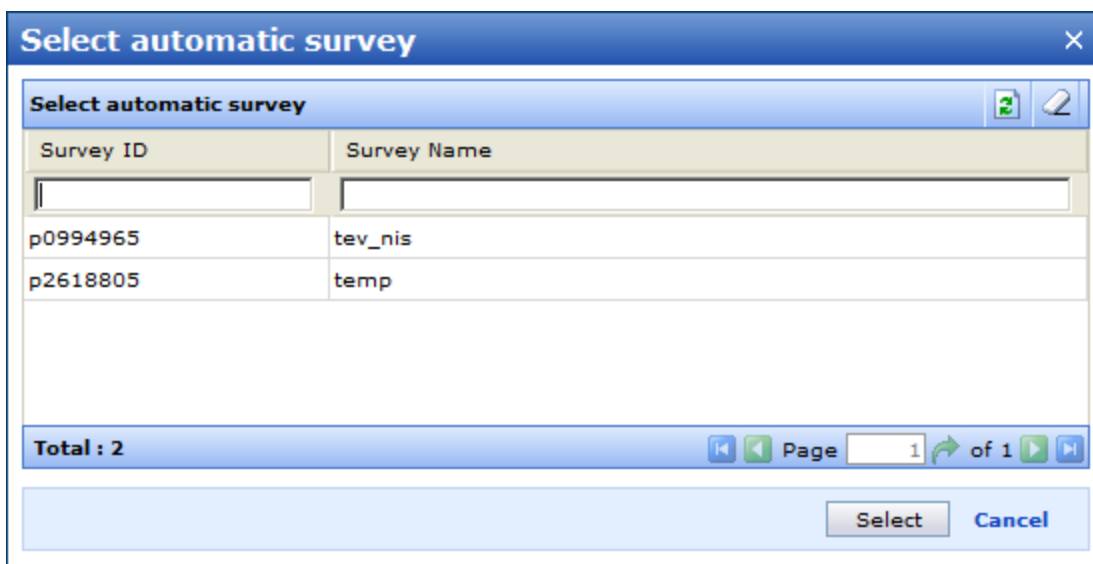 Select automatic survey
Select automatic survey
Survey ID Survey Name
p0994965 tev_nis
p2618805 temp
Total : 2 Page 1 of 1
Select Cancel